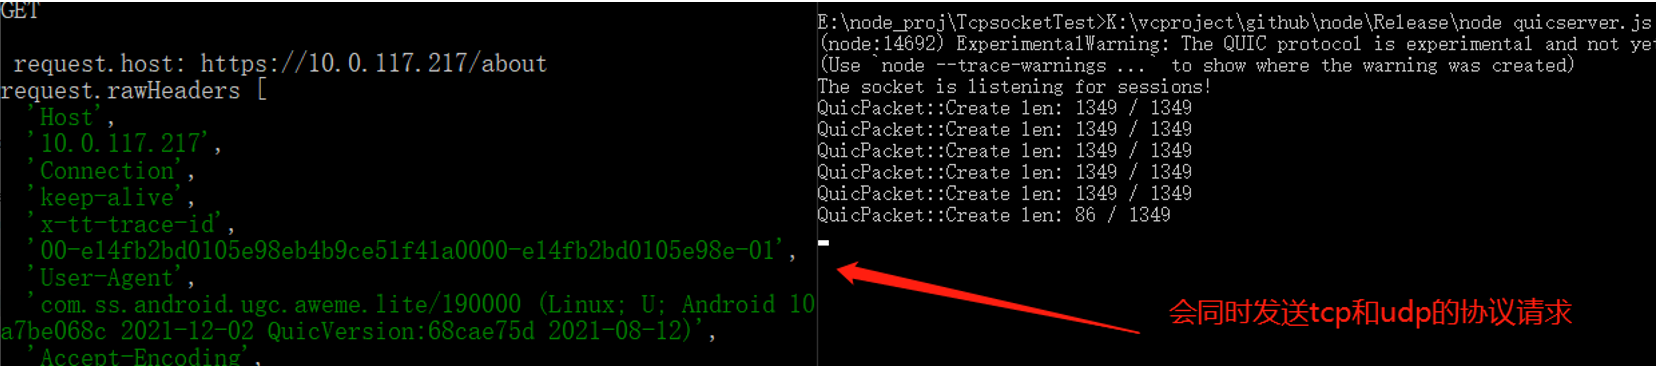 GET
request.host: https://10.0.117.217/about
request.rawHeaders [
'Host',
'10.0.117.217',
'Connection',
'keep-alive',
'x-tt-trace-id',
'00-e14fb2bd0105e98eb4b9ce51f41a0000-e14fb2bd0105e98e-01',
'User-Agent',
'com.ss.android.ugc.aweme.lite/190000 (Linux; U; Android 10
a7be068c 2021-12-02 QuicVersion:68cae75d 2021-08-12)',
'Accept-Encoding',
E:\node_proj\TcpsocketTest>K:\vcproject\github\node\Release\node quicserver.js
(node:14692) ExperimentalWarning: The QUIC protocol is experimental and not yet
(Use `node --trace-warnings ...` to show where the warning was created)
The socket is listening for sessions!
QuicPacket::Create len: 1349 / 1349
QuicPacket::Create len: 1349 / 1349
QuicPacket::Create len: 1349 / 1349
QuicPacket::Create len: 1349 / 1349
QuicPacket::Create len: 1349 / 1349
QuicPacket::Create len: 86 / 1349
会同时发送tcp和udp的协议请求